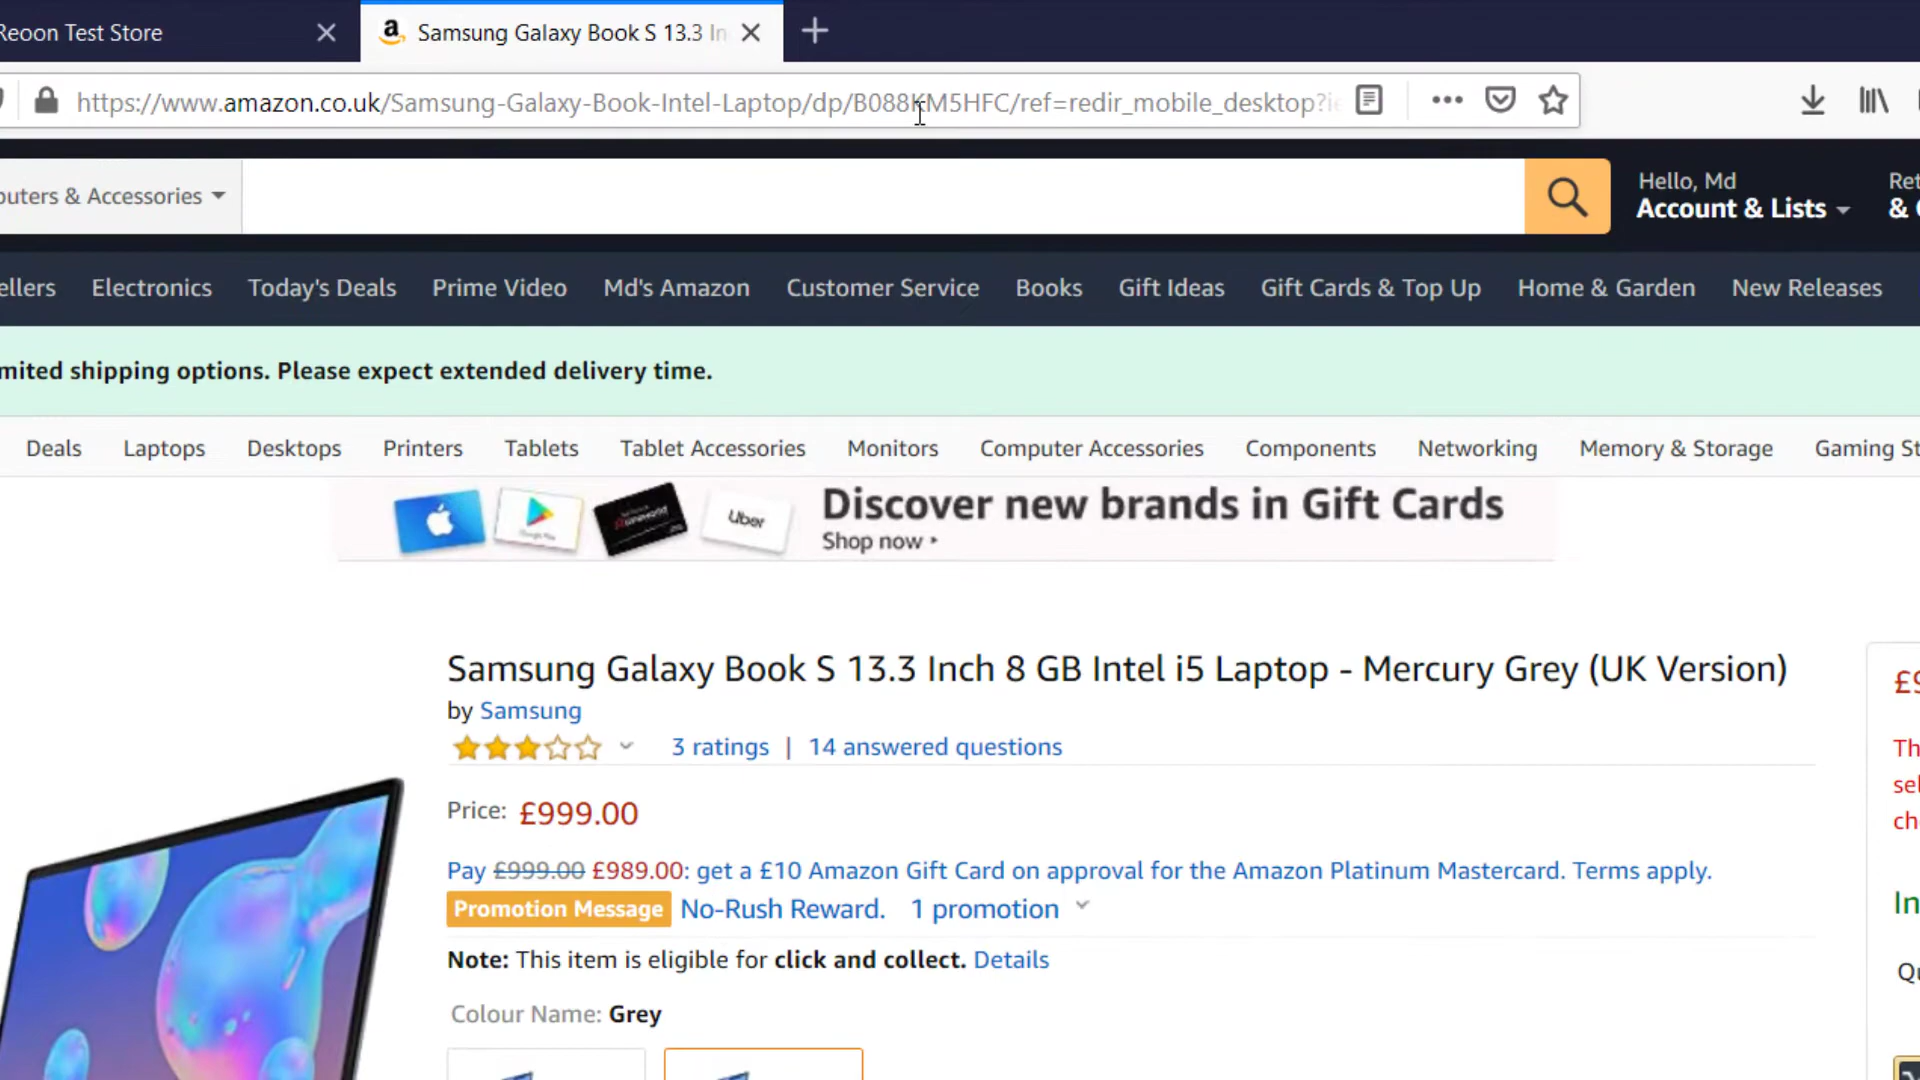 Reoon Test Store
a Samsung Galaxy Book S 13.3 In
https://www.amazon.co.uk/Samsung-Galaxy-Book-Intel-Laptop/dp/B088KM5HFC/ref=redir_mobile_desktop?ie
puters & Accessories
Hello, Md
Account & Lists
Ret
& O
ellers Electronics Today's Deals Prime Video Md's Amazon Customer Service Books Gift Ideas Gift Cards & Top Up Home & Garden New Releases
mited shipping options. Please expect extended delivery time.
Deals Laptops Desktops Printers Tablets Tablet Accessories Monitors Computer Accessories Components Networking Memory & Storage Gaming St
Google Play
Uber
Discover new brands in Gift Cards
Shop now
Samsung Galaxy Book S 13.3 Inch 8 GB Intel i5 Laptop - Mercury Grey (UK Version)
by Samsung
3 ratings | 14 answered questions
Price: £999.00
Pay £999.00 £989.00: get a £10 Amazon Gift Card on approval for the Amazon Platinum Mastercard. Terms apply.
Promotion Message No-Rush Reward. 1 promotion
Note: This item is eligible for click and collect. Details
Colour Name: Grey
£9
Th
sel
ch
In
Qu